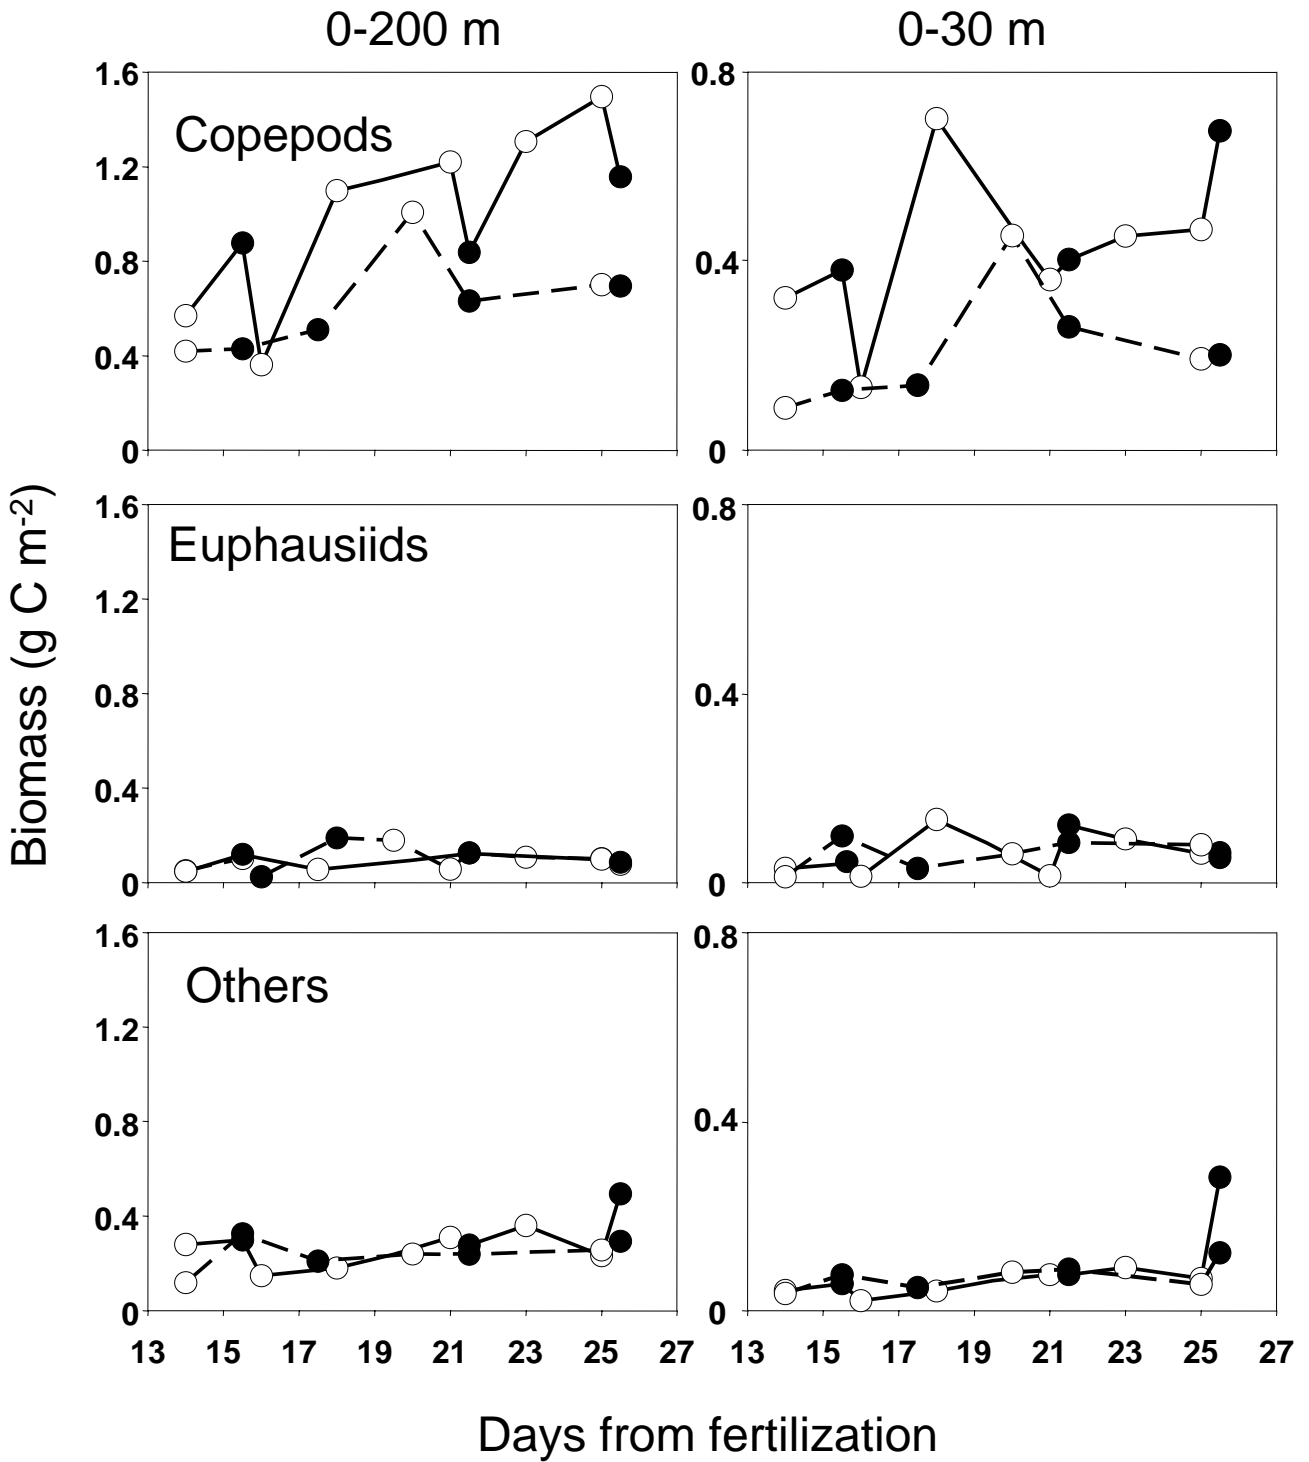 0-200 m 0-30 m
1.6 0.8
Copepods
1.2
0.8 0.4
0.4
0 0
1.6 0.8
Euphausiids
1.2
0.8 0.4
0.4
0 0
1.6 0.8
Others
1.2
0.8 0.4
0.4
0 0
13 15 17 19 21 23 25 27 13 15 17 19 21 23 25 27
Biomass (g C m-2)
Days from fertilization